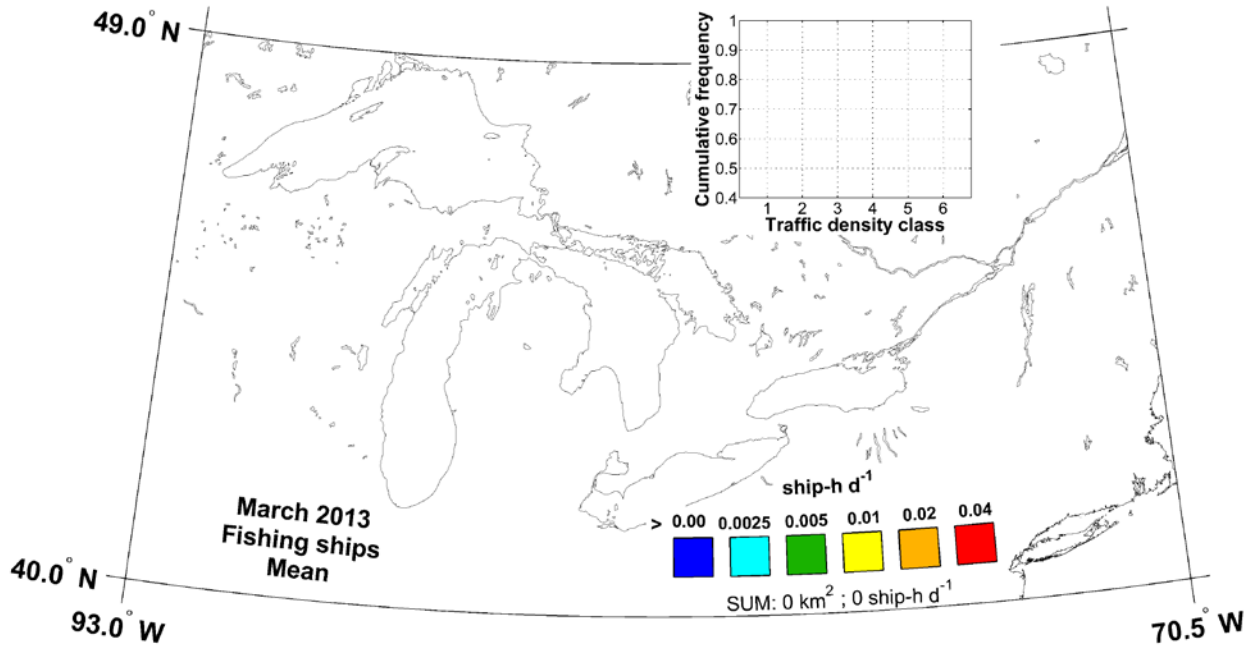 49.0° N
Cumulative frequency
1
0.9
0.8
0.7
0.6
0.5
0.4
1 2 3 4 5 6
Traffic density class
March 2013
Fishing ships
Mean
ship-h d⁻¹
> 0.00 0.0025 0.005 0.01 0.02 0.04
SUM: 0 km² ; 0 ship-h d⁻¹
40.0° N
93.0° W
70.5° W